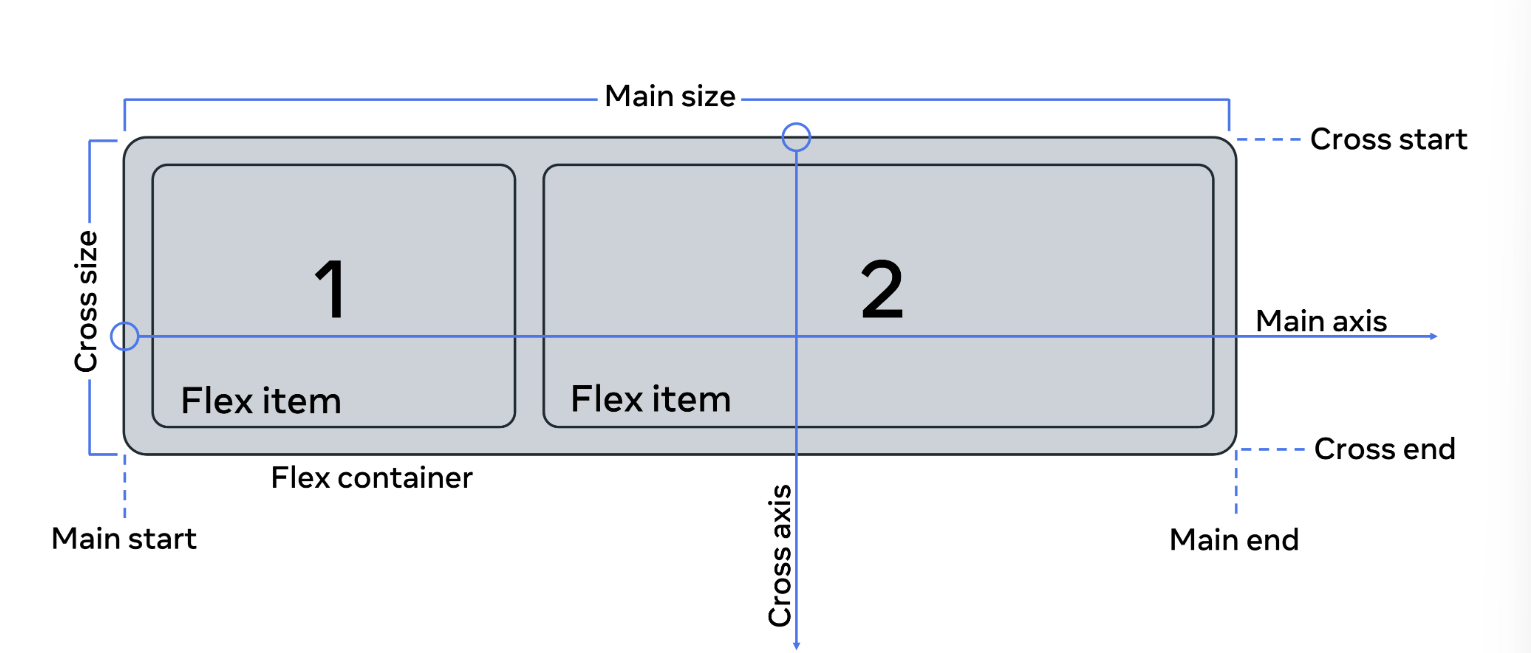 Main size
Cross start
Cross size
1
2
Main axis
Flex item
Flex item
Cross end
Flex container
Cross axis
Main start
Main end